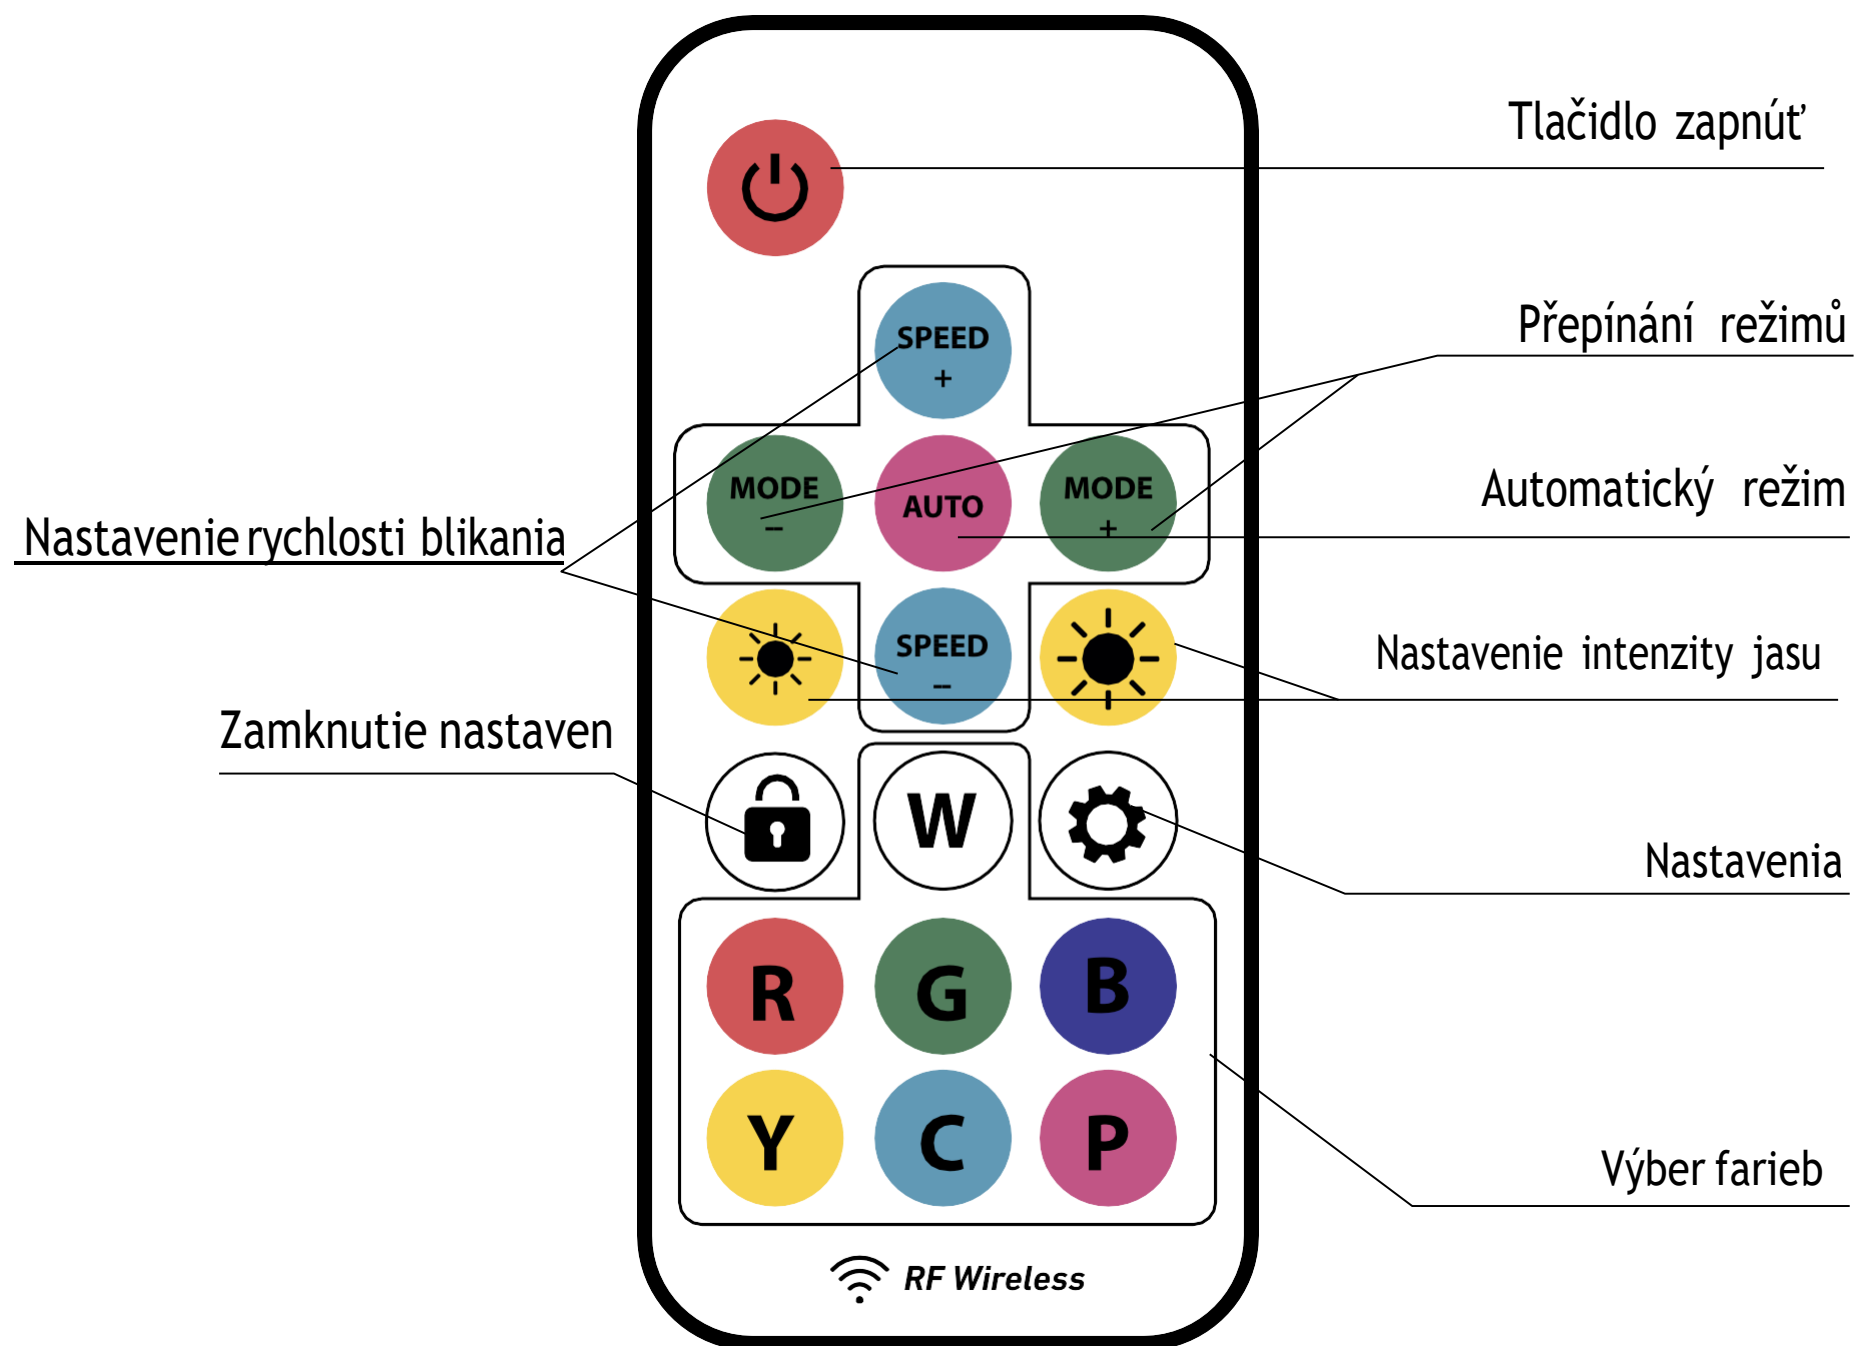 Tlačidlo zapnúť
SPEED
+
Přepínání režimů
MODE
–
AUTO
MODE
+
Automatický režim
Nastavenie rychlosti blikania
SPEED
–
Nastavenie intenzity jasu
Zamknutie nastaven
W
Nastavenia
R G B
Y C P
Výber farieb
RF Wireless